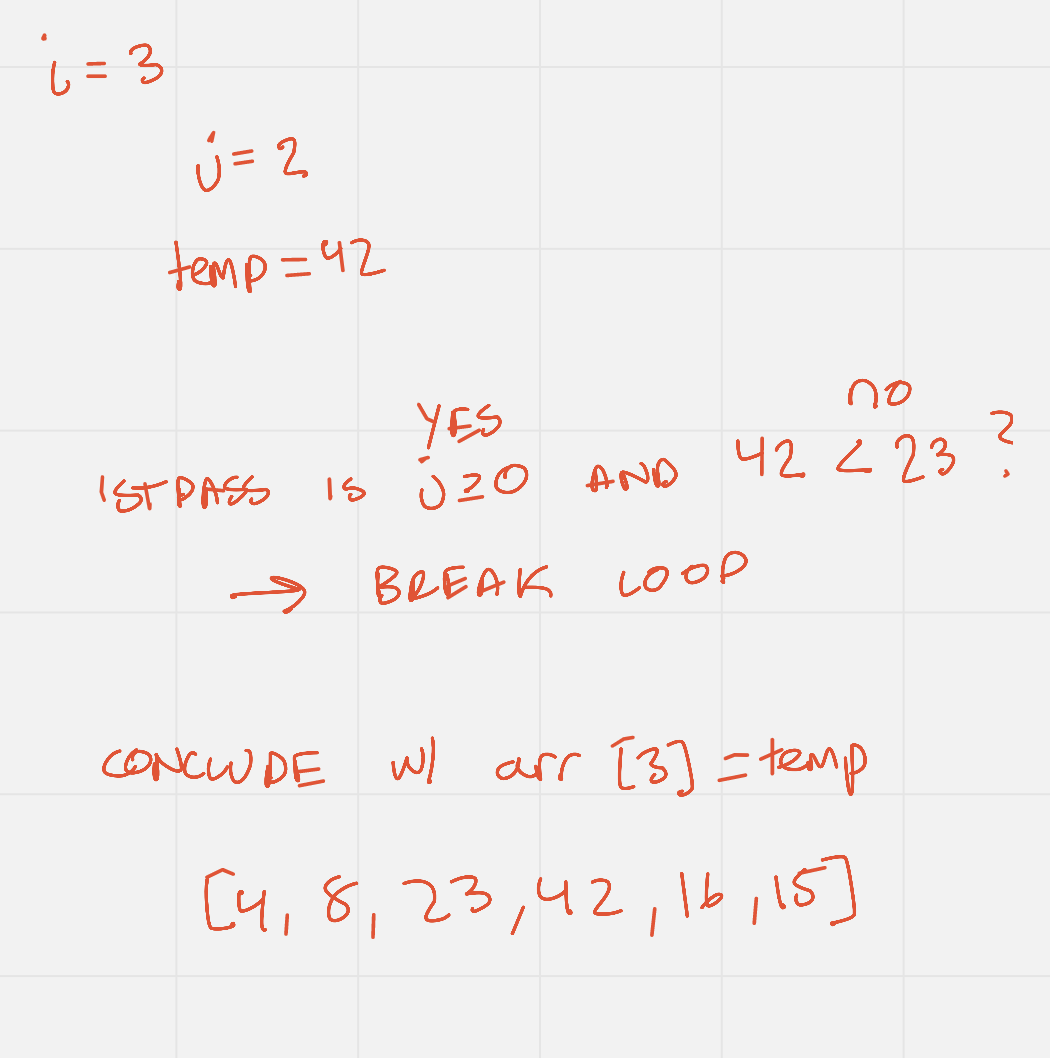 i = 3
j = 2
temp = 42
YES
no
1ST PASS IS j ≥ 0 AND 42 < 23 ?
→ BREAK LOOP
CONCLUDE w/ arr [3] = temp
[4, 8, 23, 42, 16, 15]